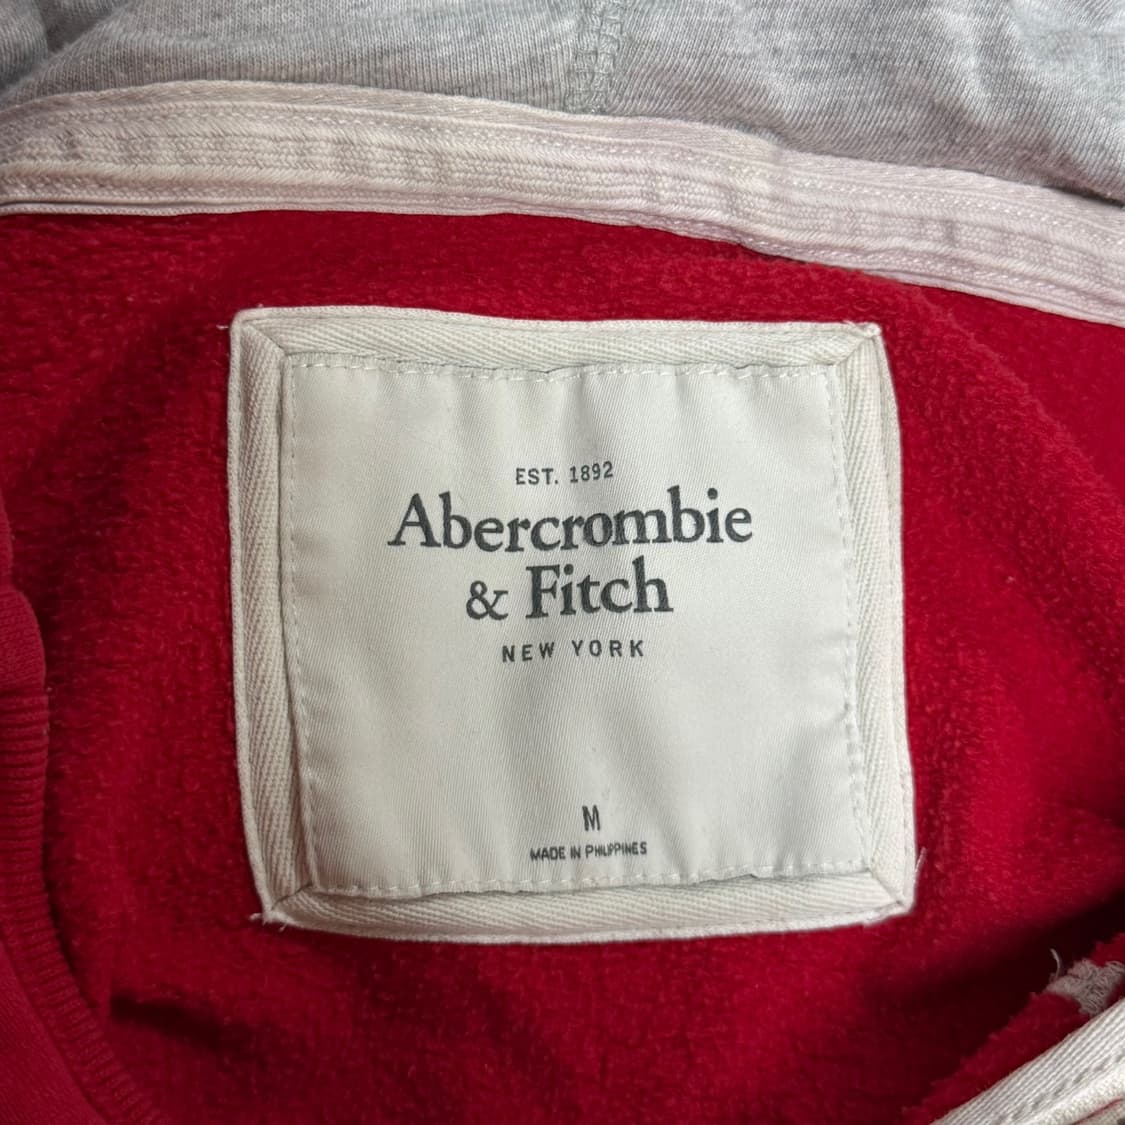 EST. 1892
Abercrombie
& Fitch
NEW YORK
M
MADE IN PHILIPPINES